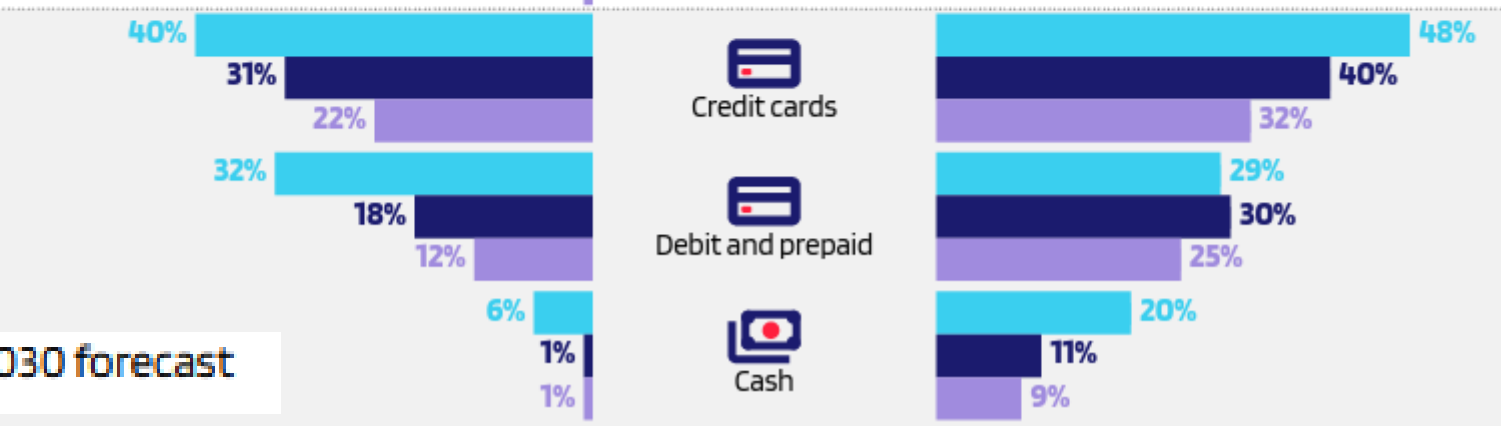 40% 48%
31% 40%
Credit cards
22% 32%
32% 29%
18% 30%
Debit and prepaid
12% 25%
6% 20%
1% 11%
030 forecast
Cash
1% 9%